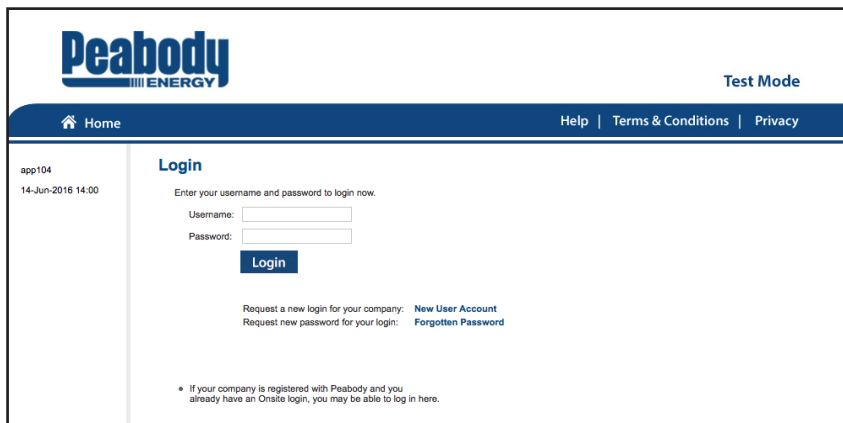 Peabody
ENERGY
Test Mode
Home
Help | Terms & Conditions | Privacy
app104
14-Jun-2016 14:00
Login
Enter your username and password to login now.
Username:
Password:
Login
Request a new login for your company: New User Account
Request new password for your login: Forgotten Password
• If your company is registered with Peabody and you
already have an Onsite login, you may be able to log in here.